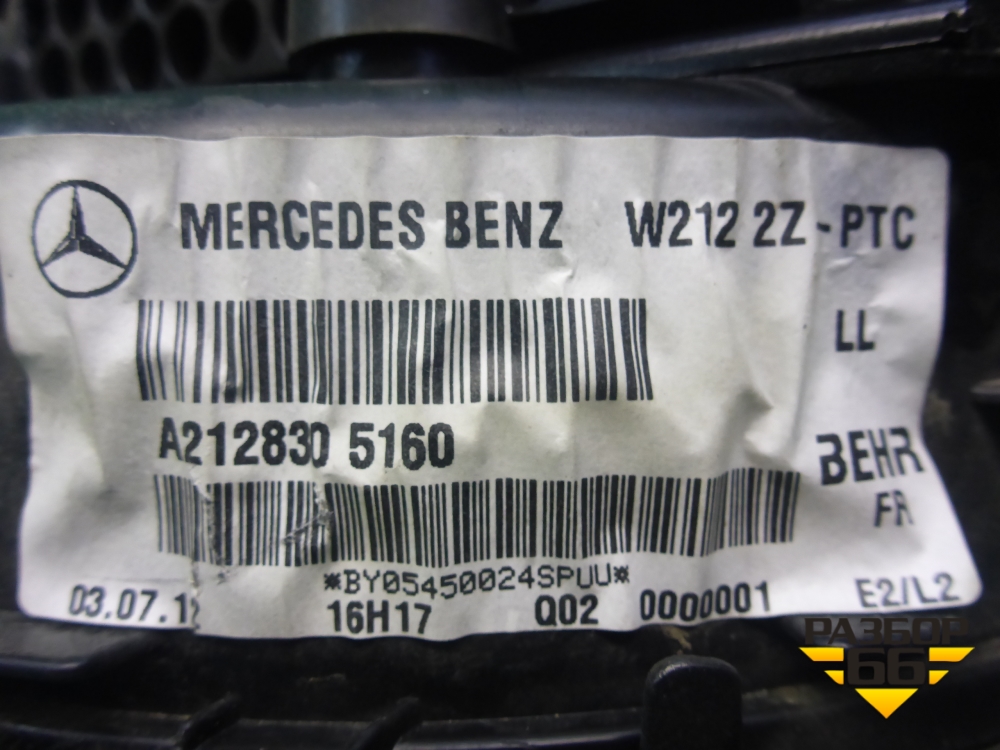 MERCEDES BENZ W212 2Z-PTC
LL
A212830 5160
BEHR
FR
*BY05450024SPUU*
03.07.12 16H17 Q02 0000001 E2/L2
РАЗБОР
66